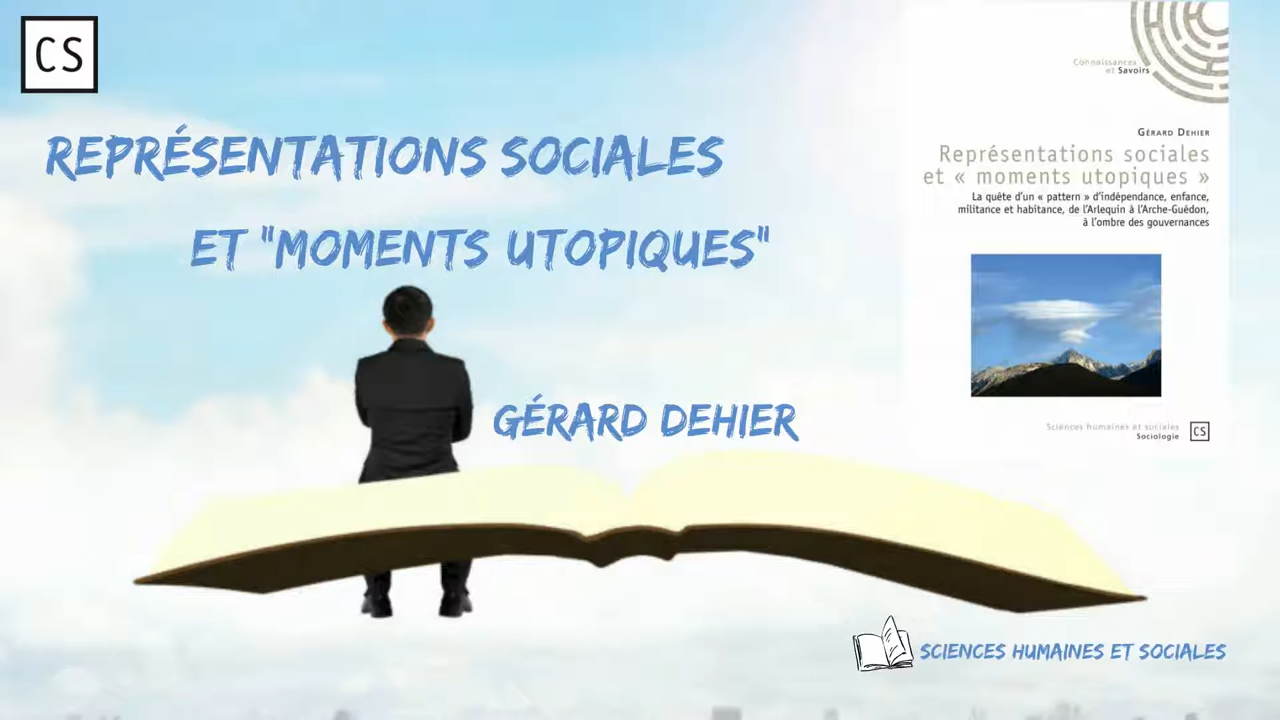 CS
REPRÉSENTATIONS SOCIALES
ET "MOMENTS UTOPIQUES"
GÉRARD DEHIER
Connaissances
et Savoirs
GÉRARD DEHIER
Représentations sociales
et « moments utopiques »
La quête d'un « pattern » d'indépendance, enfance,
militance et habitance, de l'Arlequin à l'Arche-Guédon,
à l'ombre des gouvernances
Sciences humaines et sociales
Sociologie
CS
SCIENCES HUMAINES ET SOCIALES